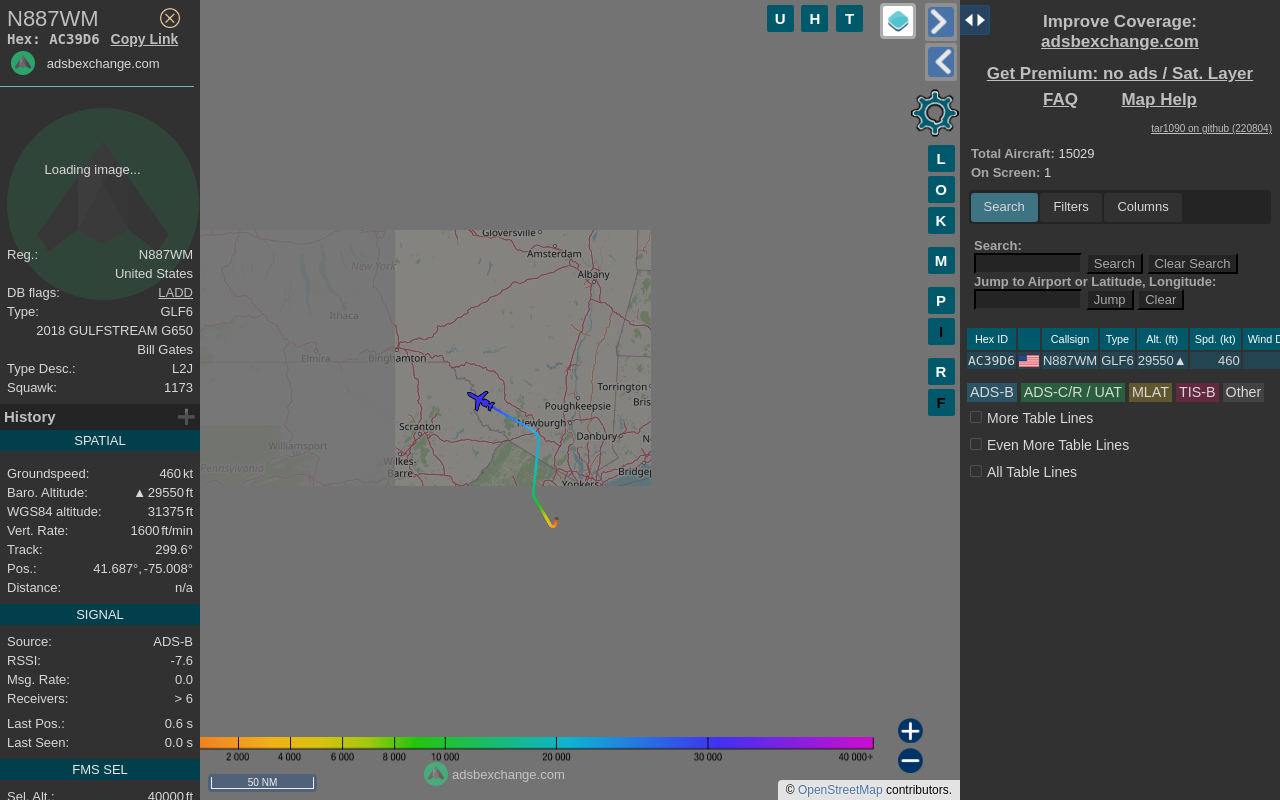 N887WM
Hex: AC39D6 Copy Link
adsbexchange.com
Loading image...
Reg.: N887WM
United States
DB flags: LADD
Type: GLF6
2018 GULFSTREAM G650
Bill Gates
Type Desc.: L2J
Squawk: 1173
History
SPATIAL
Groundspeed: 460 kt
Baro. Altitude: ▲ 29550 ft
WGS84 altitude: 31375 ft
Vert. Rate: 1600 ft/min
Track: 299.6°
Pos.: 41.687°, -75.008°
Distance: n/a
SIGNAL
Source: ADS-B
RSSI: -7.6
Msg. Rate: 0.0
Receivers: > 6
Last Pos.: 0.6 s
Last Seen: 0.0 s
FMS SEL
Sel. Alt.: 40000 ft
U H T
L
O
K
M
P
I
R
F
Gloversville
Amsterdam
New York
Albany
Ithaca
Elmira
Binghamton
Torrington
Poughkeepsie
Bris
Scranton
Newburgh
Danbury
N
Williamsport
Wilkes-
Barre
Pennsylvania
Bridgep
Yonkers
2 000 4 000 6 000 8 000 10 000 20 000 30 000 40 000+
adsbexchange.com
50 NM
© OpenStreetMap contributors.
Improve Coverage:
adsbexchange.com
Get Premium: no ads / Sat. Layer
FAQ Map Help
tar1090 on github (220804)
Total Aircraft: 15029
On Screen: 1
Search Filters Columns
Search:
Search Clear Search
Jump to Airport or Latitude, Longitude:
Jump Clear
Hex ID Callsign Type Alt. (ft) Spd. (kt) Wind D
AC39D6 N887WM GLF6 29550▲ 460
ADS-B ADS-C/R / UAT MLAT TIS-B Other
More Table Lines
Even More Table Lines
All Table Lines